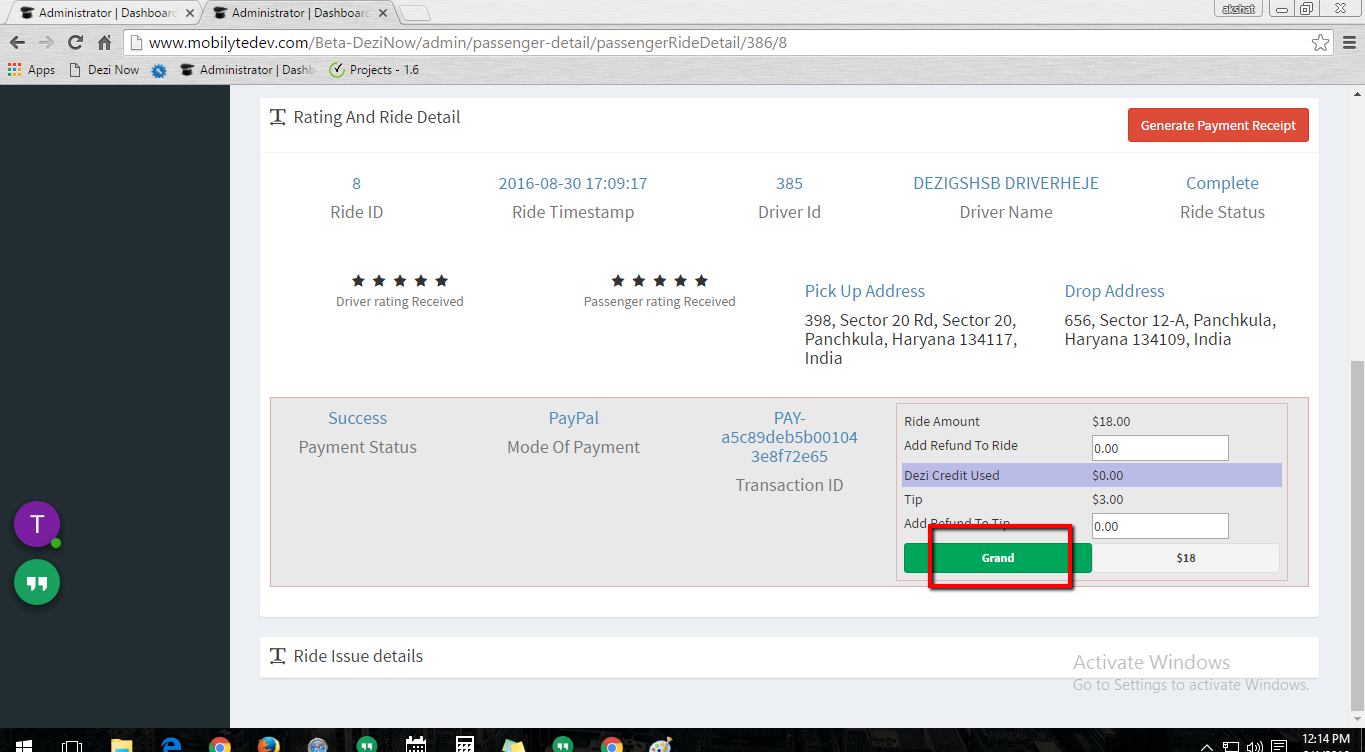 Administrator | Dashboar
Administrator | Dashboar
akshat
www.mobilytedev.com/Beta-DeziNow/admin/passenger-detail/passengerRideDetail/386/8
Apps
Dezi Now
Administrator | Dashb
Projects - 1.6
Rating And Ride Detail
Generate Payment Receipt
8
2016-08-30 17:09:17
385
DEZIGSHSB DRIVERHEJE
Complete
Ride ID
Ride Timestamp
Driver Id
Driver Name
Ride Status
Driver rating Received
Passenger rating Received
Pick Up Address
398, Sector 20 Rd, Sector 20,
Panchkula, Haryana 134117,
India
Drop Address
656, Sector 12-A, Panchkula,
Haryana 134109, India
Success
Payment Status
PayPal
Mode Of Payment
PAY-
a5c89deb5b00104
3e8f72e65
Transaction ID
Ride Amount $18.00
Add Refund To Ride 0.00
Dezi Credit Used $0.00
Tip $3.00
Add Refund To Tip 0.00
Grand $18
T
Ride Issue details
Activate Windows
Go to Settings to activate Windows.
12:14 PM